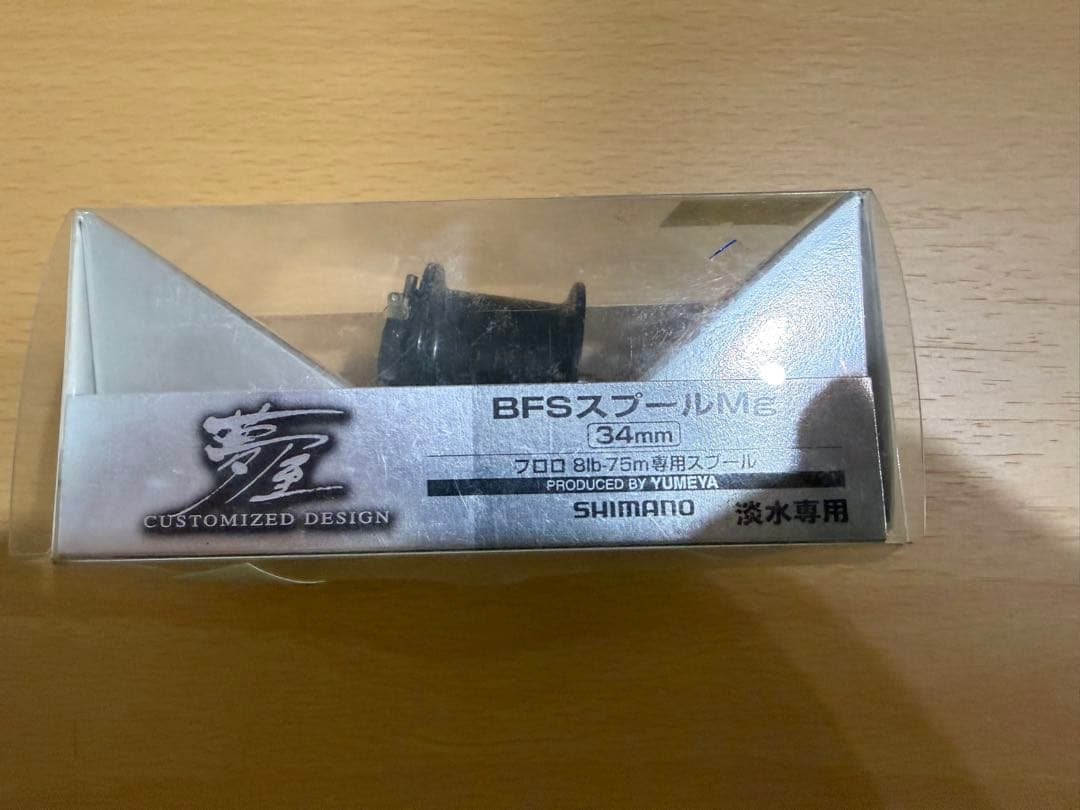 夢屋
CUSTOMIZED DESIGN
BFSスプールMg
34mm
フロロ 8lb-75m専用スプール
PRODUCED BY YUMEYA
SHIMANO 淡水専用